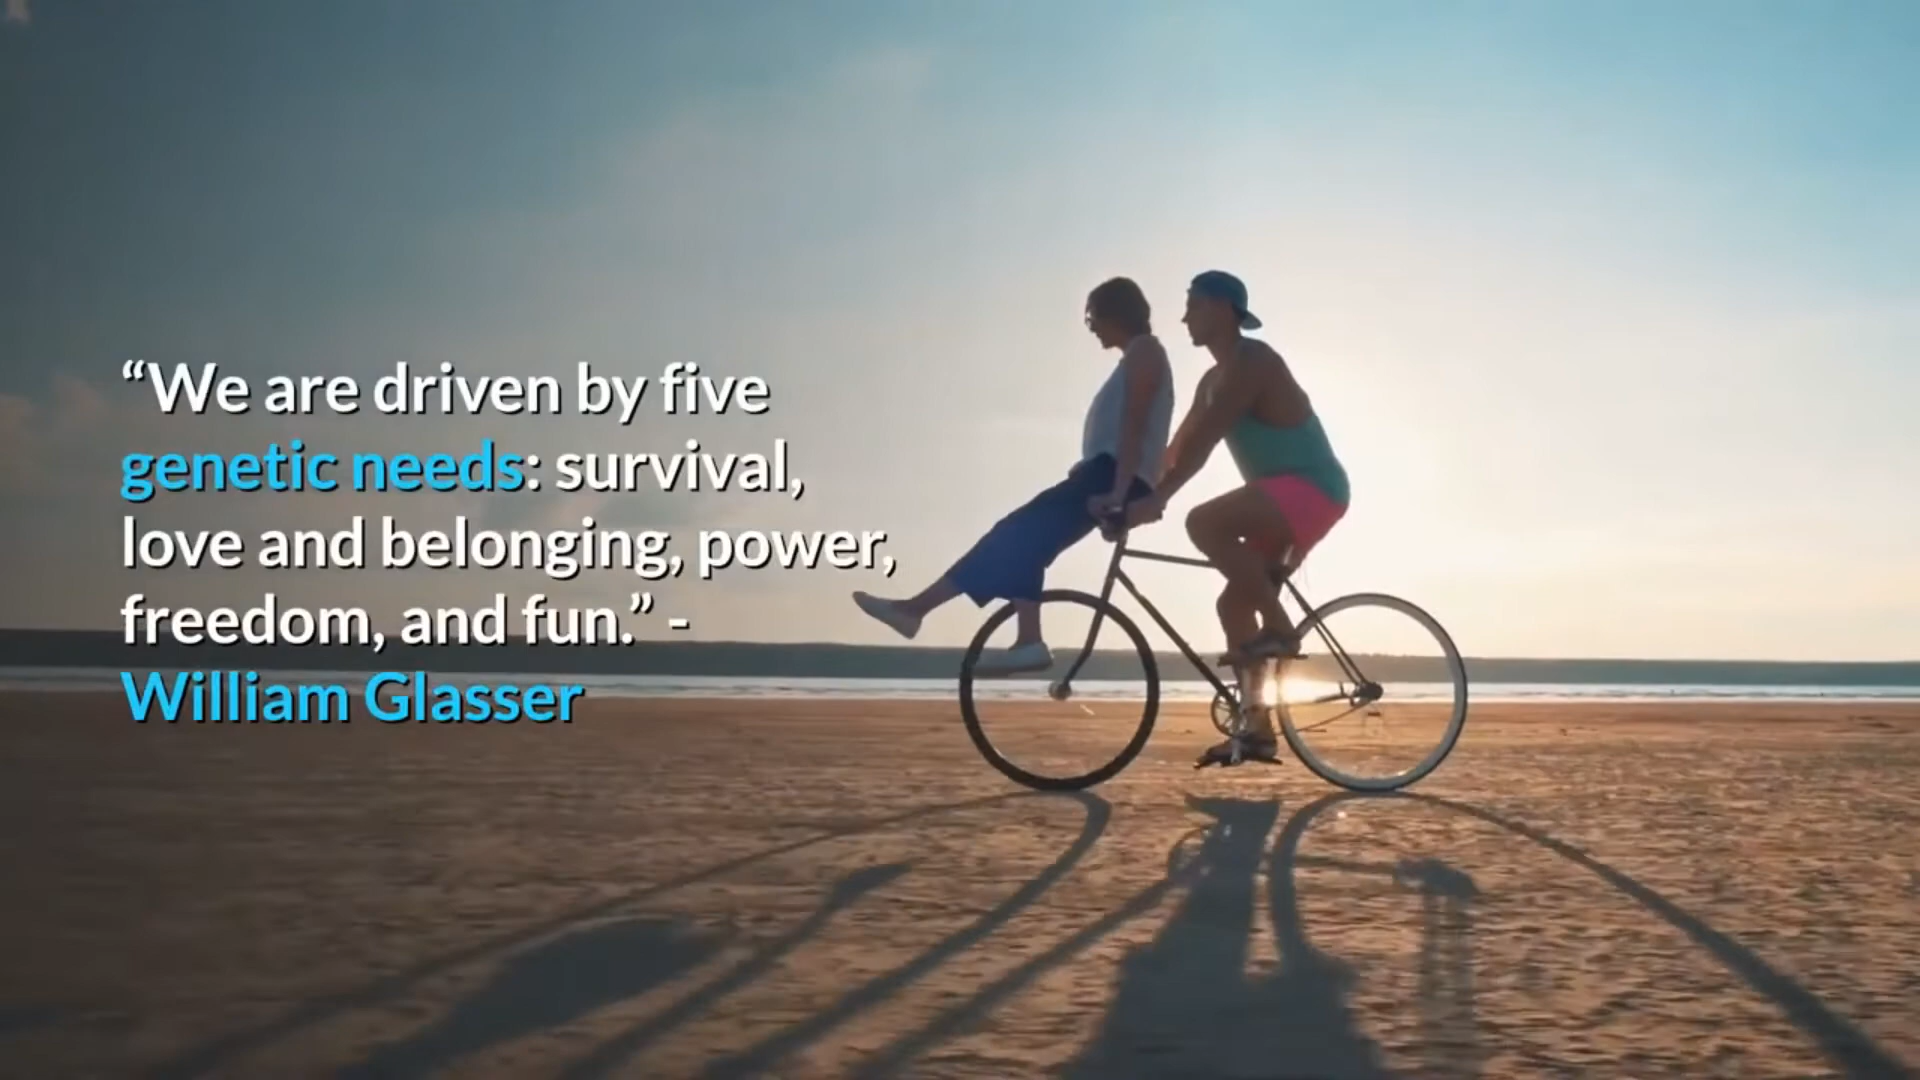 “We are driven by five
genetic needs: survival,
love and belonging, power,
freedom, and fun.” -
William Glasser